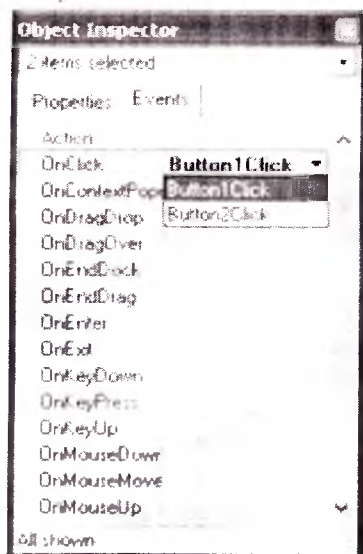 Object Inspector
2 items selected
Properties Events
Action
OnClick Button1Click
OnContextPop Button1Click
OnDragDrop Button2Click
OnDragOver
OnEndDock
OnEndDrag
OnEnter
OnExit
OnKeyDown
OnKeyPress
OnKeyUp
OnMouseDown
OnMouseMove
OnMouseUp
All shown